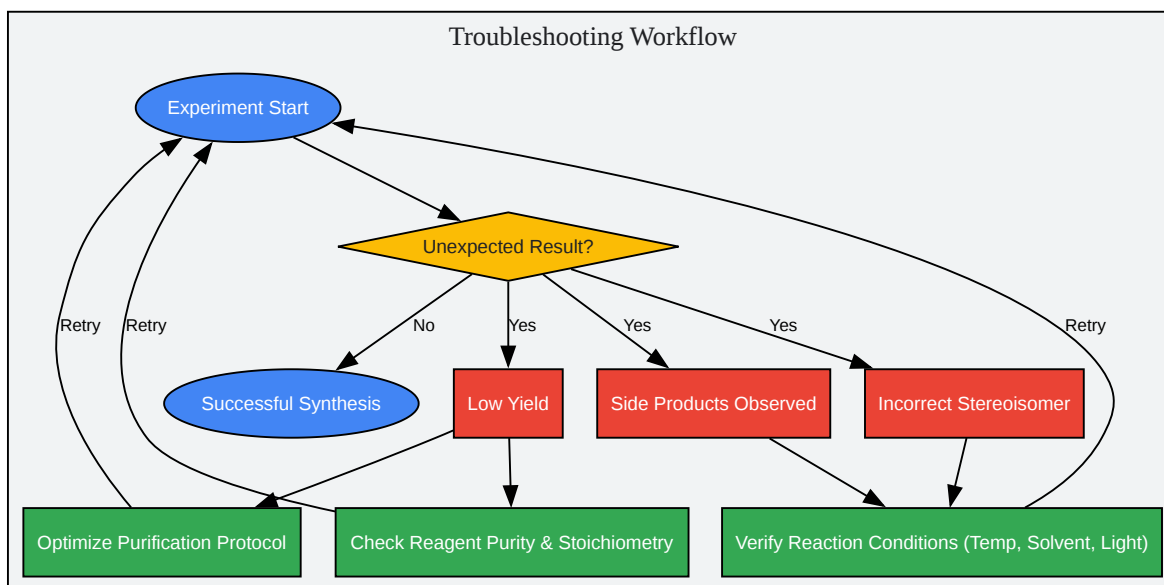 Troubleshooting Workflow
Experiment Start
Unexpected Result?
Retry
Retry
No
Yes
Yes
Yes
Retry
Successful Synthesis
Low Yield
Side Products Observed
Incorrect Stereoisomer
Optimize Purification Protocol
Check Reagent Purity & Stoichiometry
Verify Reaction Conditions (Temp, Solvent, Light)